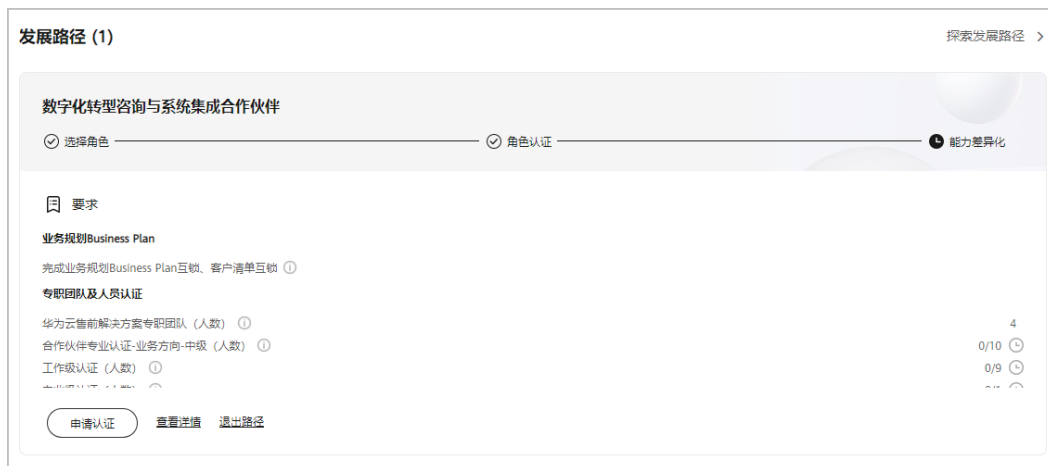 发展路径 (1)
探索发展路径
数字化转型咨询与系统集成合作伙伴
选择角色
角色认证
能力差异化
要求
业务规划Business Plan
完成业务规划Business Plan互锁、客户清单互锁
专职团队及人员认证
华为云售前解决方案专职团队（人数） 4
合作伙伴专业认证-业务方向-中级（人数） 0/10
工作级认证（人数） 0/9
申请认证 查看详情 退出路径